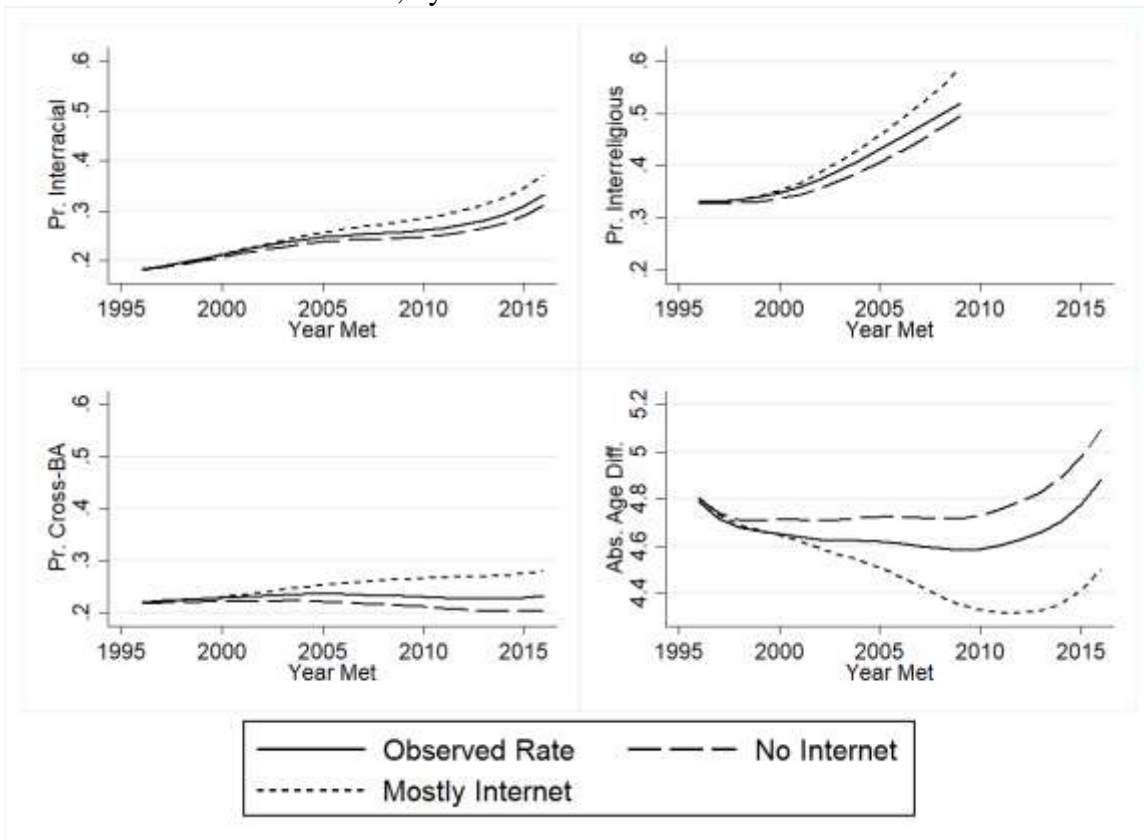 Pr. Interracial
.6
.5
.4
.3
.2
1995 2000 2005 2010 2015
Year Met
Pr. Interreligious
.6
.5
.4
.3
.2
1995 2000 2005 2010 2015
Year Met
Pr. Cross-BA
.6
.5
.4
.3
.2
1995 2000 2005 2010 2015
Year Met
Abs. Age Diff.
5.2
5
4.8
4.6
4.4
1995 2000 2005 2010 2015
Year Met
Observed Rate No Internet
Mostly Internet